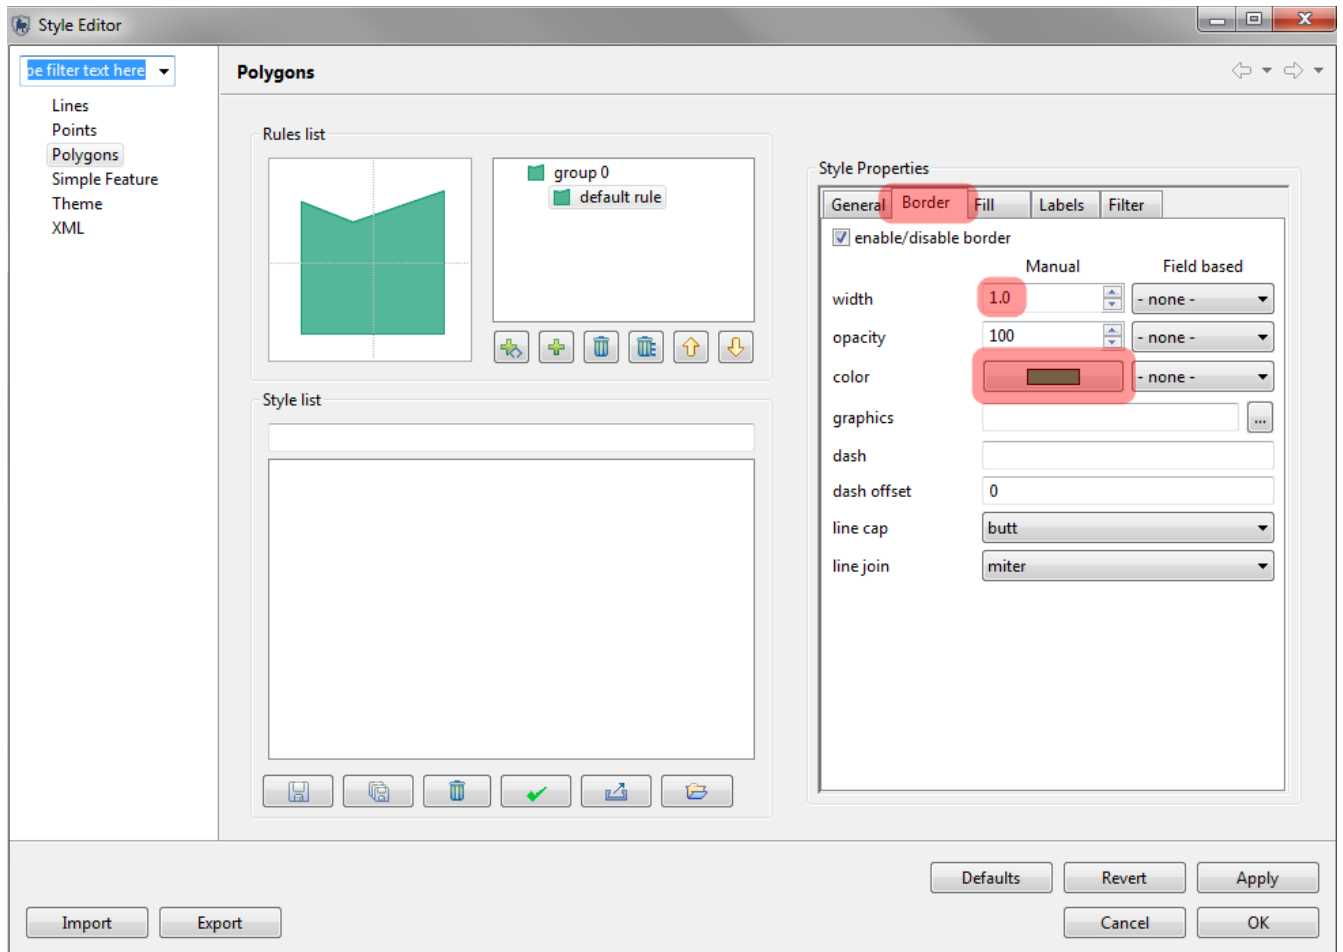 Style Editor
pe filter text here
Lines
Points
Polygons
Simple Feature
Theme
XML
Polygons
Rules list
group 0
default rule
Style list
Style Properties
General Border Fill Labels Filter
enable/disable border
Manual Field based
width 1.0 - none -
opacity 100 - none -
color - none -
graphics ...
dash
dash offset 0
line cap butt
line join miter
Defaults Revert Apply
Import Export Cancel OK